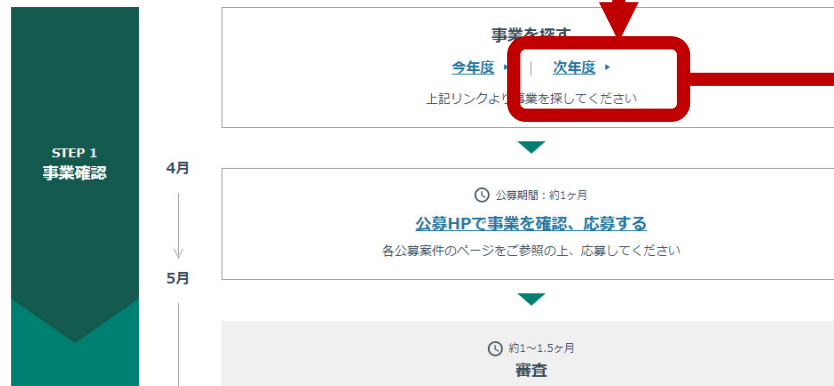 事業を探す
今年度 | 次年度
上記リンクより事業を探してください
STEP 1
事業確認
4月
公募期間：約1ヶ月
公募HPで事業を確認、応募する
各公募案件のページをご参照の上、応募してください
5月
約1～1.5ヶ月
審査